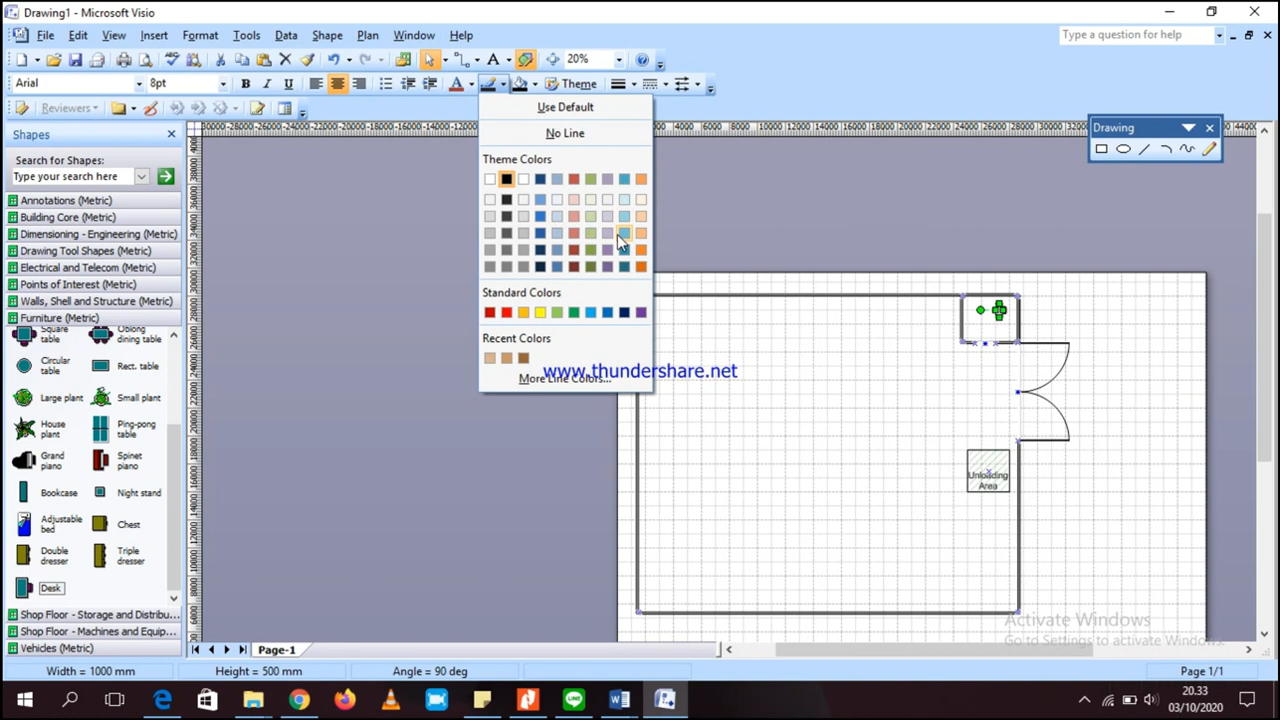 Drawing1 - Microsoft Visio
File Edit View Insert Format Tools Data Shape Plan Window Help
Type a question for help
20%
Arial 8pt B I U A Theme
Reviewers
Use Default
No Line
Theme Colors
Standard Colors
Recent Colors
More Line Colors...
www.thundershare.net
Shapes
Search for Shapes:
Type your search here
Annotations (Metric)
Building Core (Metric)
Dimensioning - Engineering (Metric)
Drawing Tool Shapes (Metric)
Electrical and Telecom (Metric)
Points of Interest (Metric)
Walls, Shell and Structure (Metric)
Furniture (Metric)
Square table
Oblong dining table
Circular table
Rect. table
Large plant
Small plant
House plant
Ping-pong table
Grand piano
Spinet piano
Bookcase
Night stand
Adjustable bed
Chest
Double dresser
Triple dresser
Desk
Shop Floor - Storage and Distribu...
Shop Floor - Machines and Equip...
Vehicles (Metric)
Drawing
Unloading
Area
Activate Windows
Go to Settings to activate Windows.
Page-1
Width = 1000 mm Height = 500 mm Angle = 90 deg Page 1/1
20.33
03/10/2020